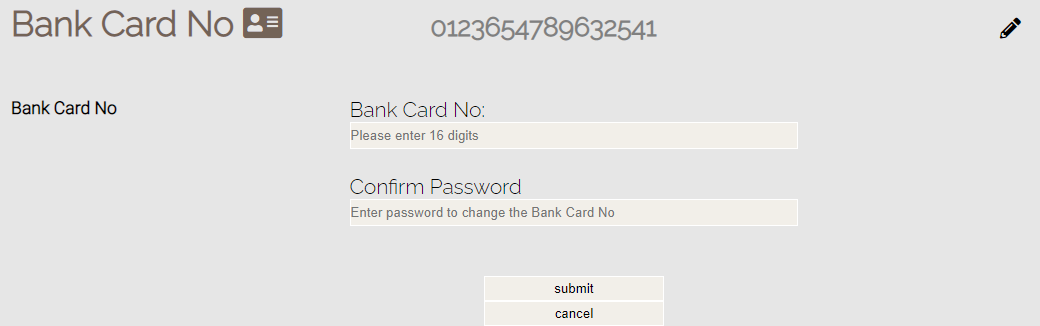 Bank Card No
0123654789632541
Bank Card No
Bank Card No:
Please enter 16 digits
Confirm Password
Enter password to change the Bank Card No
submit
cancel